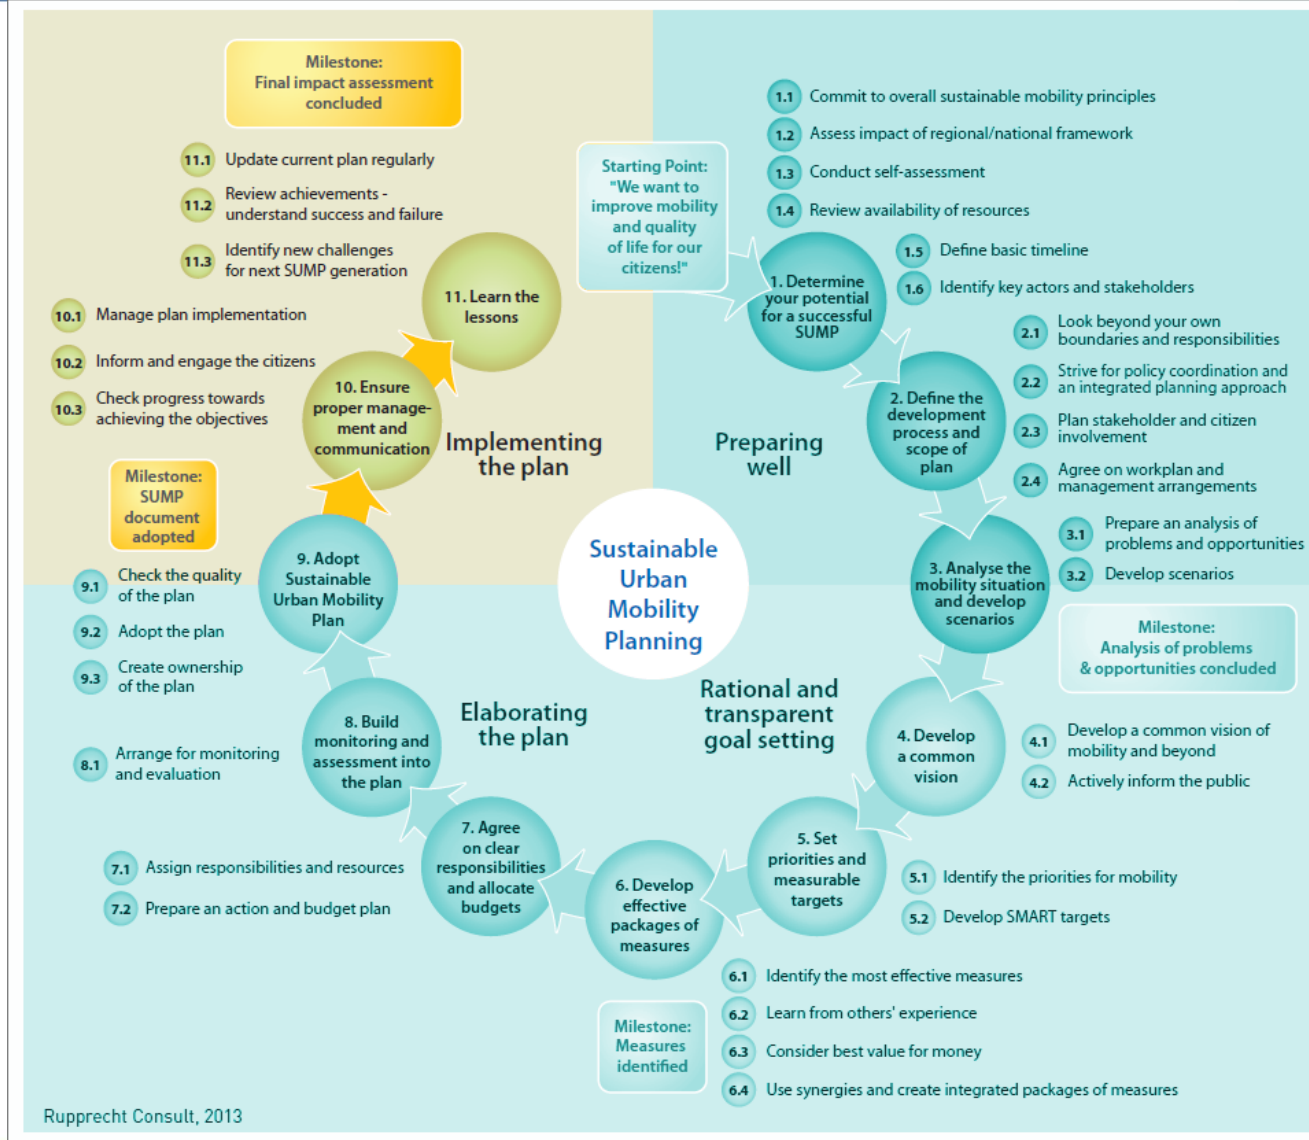 Milestone:
Final impact assessment
concluded
11.1 Update current plan regularly
11.2 Review achievements -
understand success and failure
11.3 Identify new challenges
for next SUMP generation
11. Learn the
lessons
10.1 Manage plan implementation
10.2 Inform and engage the citizens
10.3 Check progress towards
achieving the objectives
10. Ensure
proper manage-
ment and
communication
Implementing
the plan
Milestone:
SUMP
document
adopted
Starting Point:
"We want to
improve mobility
and quality
of life for our
citizens!"
1.1 Commit to overall sustainable mobility principles
1.2 Assess impact of regional/national framework
1.3 Conduct self-assessment
1.4 Review availability of resources
1.5 Define basic timeline
1.6 Identify key actors and stakeholders
1. Determine
your potential
for a successful
SUMP
2.1 Look beyond your own
boundaries and responsibilities
2.2 Strive for policy coordination and
an integrated planning approach
2.3 Plan stakeholder and citizen
involvement
2.4 Agree on workplan and
management arrangements
2. Define the
development
process and
scope of
plan
Preparing
well
3.1 Prepare an analysis of
problems and opportunities
3.2 Develop scenarios
3. Analyse the
mobility situation
and develop
scenarios
Milestone:
Analysis of problems
& opportunities concluded
Sustainable
Urban
Mobility
Planning
Rational and
transparent
goal setting
4. Develop
a common
vision
4.1 Develop a common vision of
mobility and beyond
4.2 Actively inform the public
5. Set
priorities and
measurable
targets
5.1 Identify the priorities for mobility
5.2 Develop SMART targets
6. Develop
effective
packages of
measures
6.1 Identify the most effective measures
6.2 Learn from others' experience
6.3 Consider best value for money
6.4 Use synergies and create integrated packages of measures
Milestone:
Measures
identified
Elaborating
the plan
7. Agree
on clear
responsibilities
and allocate
budgets
7.1 Assign responsibilities and resources
7.2 Prepare an action and budget plan
8. Build
monitoring and
assessment into
the plan
8.1 Arrange for monitoring
and evaluation
9. Adopt
Sustainable
Urban Mobility
Plan
9.1 Check the quality
of the plan
9.2 Adopt the plan
9.3 Create ownership
of the plan
Rupprecht Consult, 2013